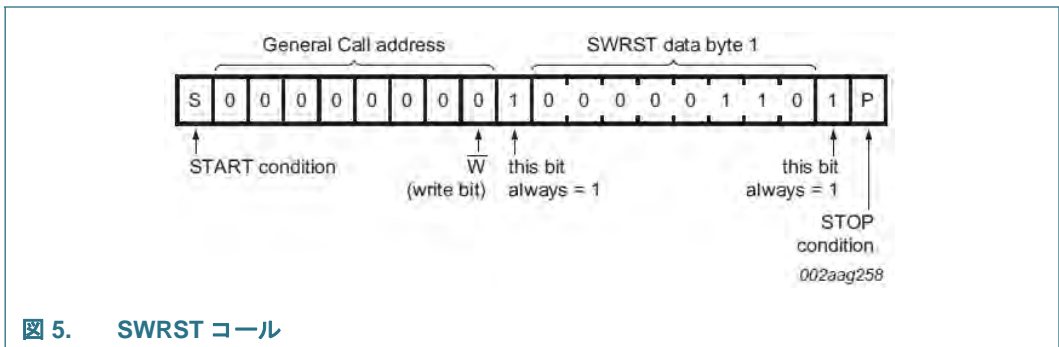 General Call address
SWRST data byte 1
S 0 0 0 0 0 0 0 0 1 0 0 0 0 0 1 1 0 1 P
START condition
W
(write bit)
this bit
always = 1
this bit
always = 1
STOP
condition
002aag258
図 5. SWRST コール